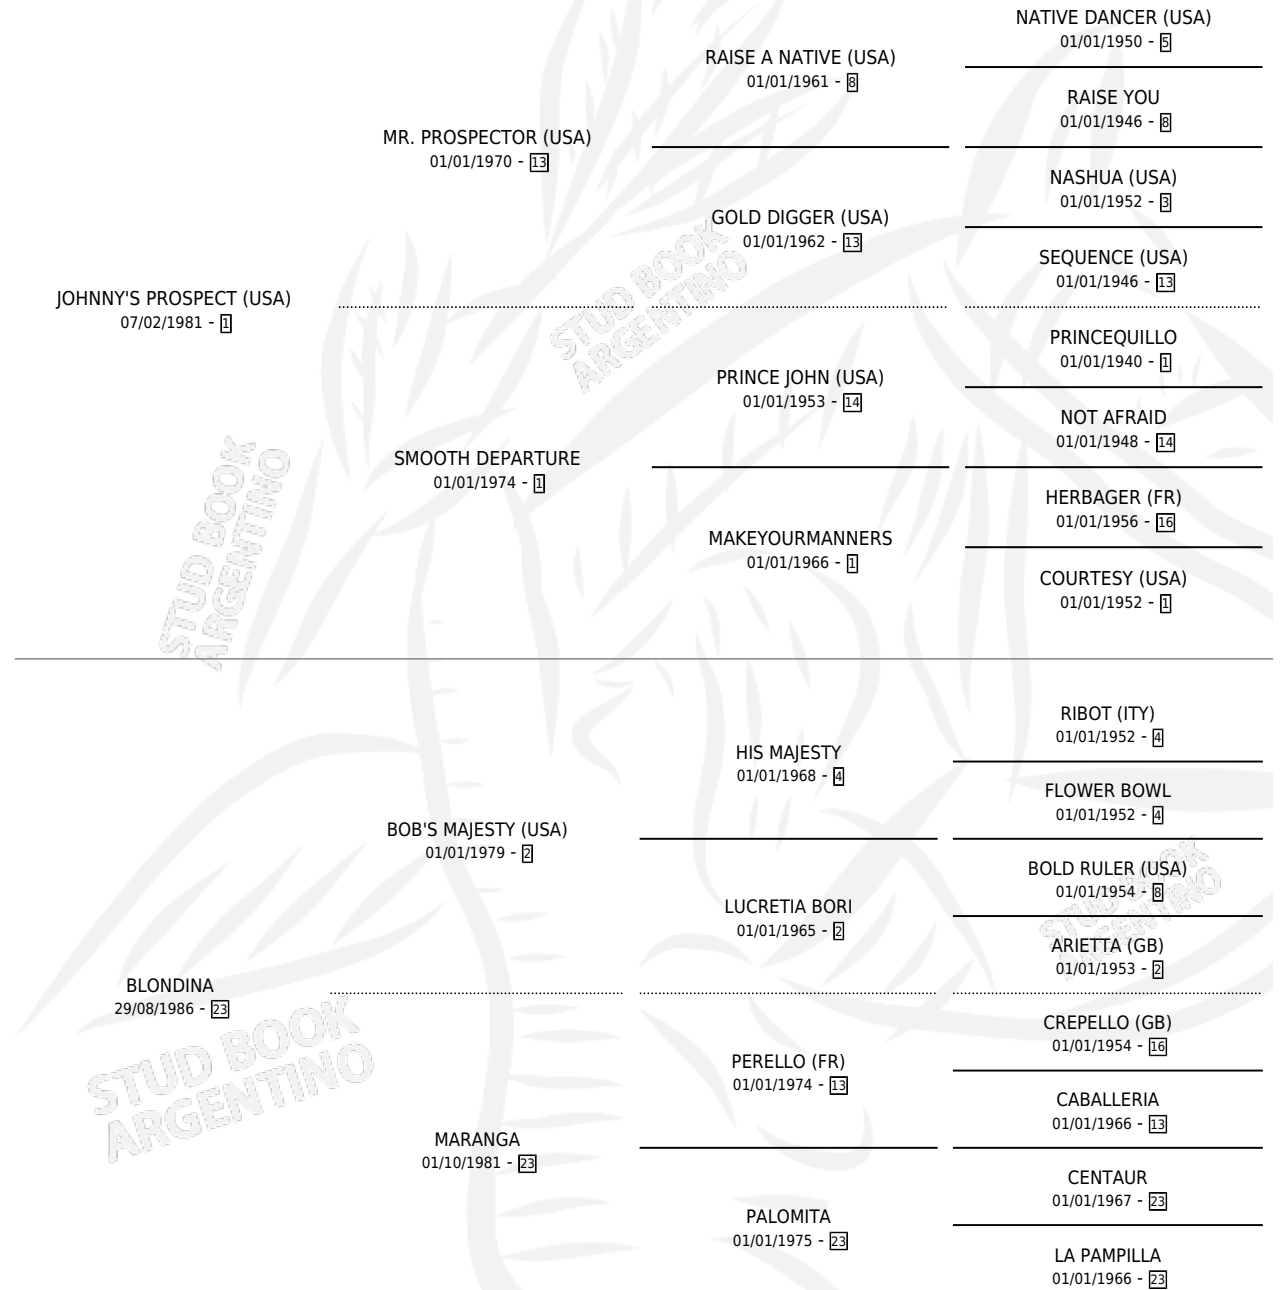 NATIVE DANCER (USA)
01/01/1950 - 5
RAISE A NATIVE (USA)
01/01/1961 - 8
RAISE YOU
01/01/1946 - 8
MR. PROSPECTOR (USA)
01/01/1970 - 13
NASHUA (USA)
01/01/1952 - 3
GOLD DIGGER (USA)
01/01/1962 - 13
SEQUENCE (USA)
01/01/1946 - 13
JOHNNY'S PROSPECT (USA)
07/02/1981 - 1
PRINCEQUILLO
01/01/1940 - 1
PRINCE JOHN (USA)
01/01/1953 - 14
NOT AFRAID
01/01/1948 - 14
SMOOTH DEPARTURE
01/01/1974 - 1
HERBAGER (FR)
01/01/1956 - 16
MAKEYOURMANNERS
01/01/1966 - 1
COURTESY (USA)
01/01/1952 - 1
RIBOT (ITY)
01/01/1952 - 4
HIS MAJESTY
01/01/1968 - 4
FLOWER BOWL
01/01/1952 - 4
BOB'S MAJESTY (USA)
01/01/1979 - 2
BOLD RULER (USA)
01/01/1954 - 8
LUCRETIA BORI
01/01/1965 - 2
ARIETTA (GB)
01/01/1953 - 2
BLONDINA
29/08/1986 - 23
CREPELLO (GB)
01/01/1954 - 16
PERELLO (FR)
01/01/1974 - 13
CABALLERIA
01/01/1966 - 13
MARANGA
01/10/1981 - 23
CENTAUR
01/01/1967 - 23
PALOMITA
01/01/1975 - 23
LA PAMPILLA
01/01/1966 - 23
STUD BOOK
ARGENTINO
STUD BOOK
ARGENTINO
STUD BOOK
ARGENTINO
STUD BOOK
ARGENTINO